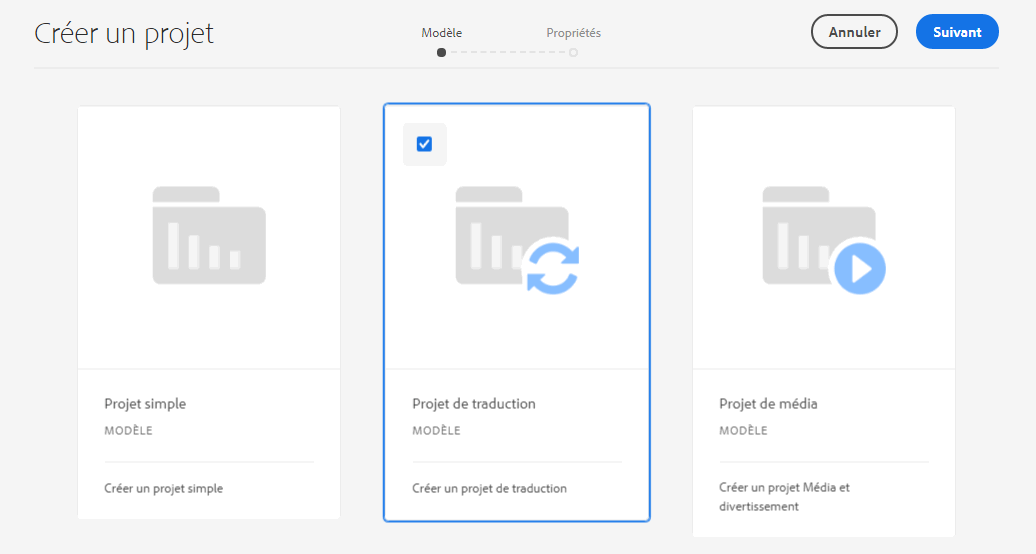 Créer un projet
Modèle
Propriétés
Annuler
Suivant
Projet simple
MODÈLE
Créer un projet simple
Projet de traduction
MODÈLE
Créer un projet de traduction
Projet de média
MODÈLE
Créer un projet Média et
divertissement